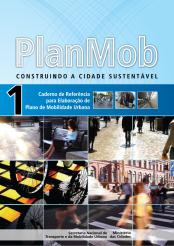 PlanMob
CONSTRUINDO A CIDADE SUSTENTÁVEL
1
Caderno de Referência
para Elaboração de
Plano de Mobilidade Urbana
Secretaria Nacional de
Transporte e da Mobilidade Urbana
Ministério
das Cidades